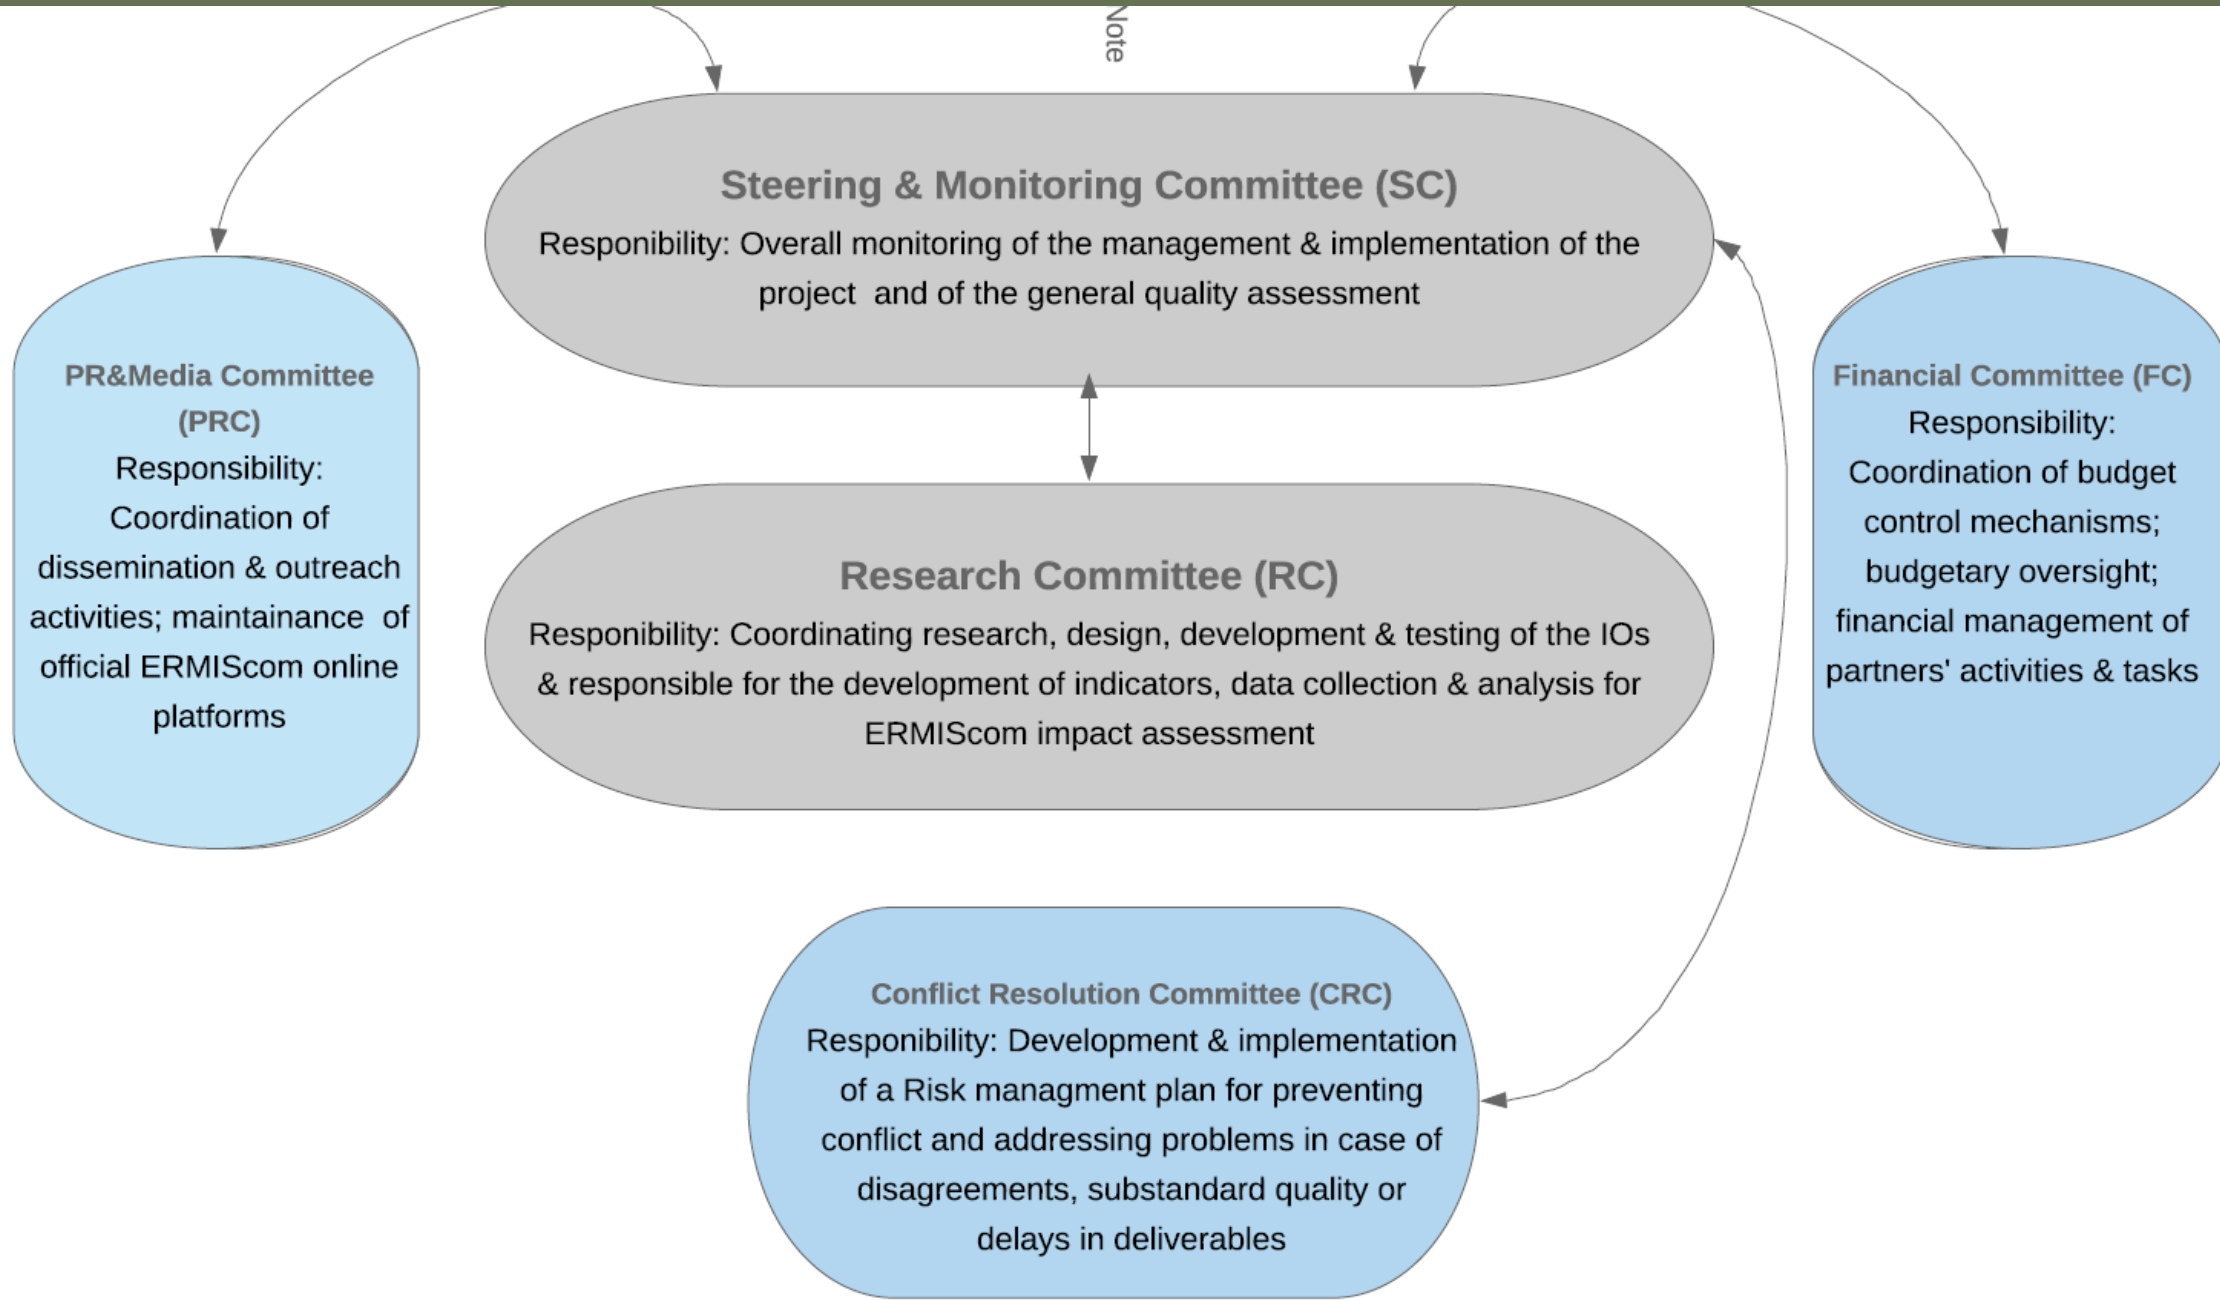 Note
Steering & Monitoring Committee (SC)
Responibility: Overall monitoring of the management & implementation of the
project  and of the general quality assessment
PR&Media Committee
(PRC)
Responsibility:
Coordination of
dissemination & outreach
activities; maintainance  of
official ERMIScom online
platforms
Research Committee (RC)
Responibility: Coordinating research, design, development & testing of the IOs
& responsible for the development of indicators, data collection & analysis for
ERMIScom impact assessment
Financial Committee (FC)
Responsibility:
Coordination of budget
control mechanisms;
budgetary oversight;
financial management of
partners' activities & tasks
Conflict Resolution Committee (CRC)
Responibility: Development & implementation
of a Risk managment plan for preventing
conflict and addressing problems in case of
disagreements, substandard quality or
delays in deliverables